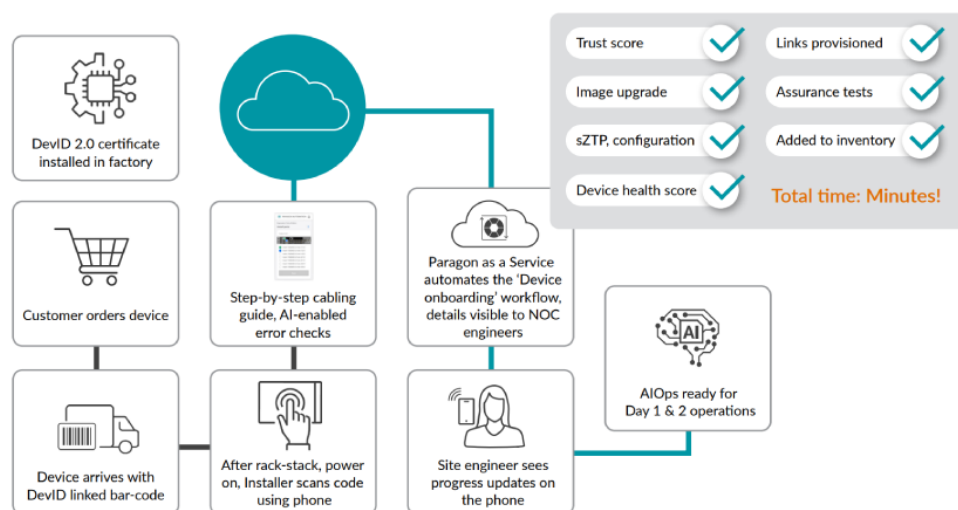 DevID 2.0 certificate
installed in factory
Customer orders device
Device arrives with
DevID linked bar-code
After rack-stack, power
on, Installer scans code
using phone
Step-by-step cabling
guide, AI-enabled
error checks
Paragon as a Service
automates the ‘Device
onboarding’ workflow,
details visible to NOC
engineers
Site engineer sees
progress updates on
the phone
AI
AIOps ready for
Day 1 & 2 operations
Trust score
Image upgrade
sZTP, configuration
Device health score
Links provisioned
Assurance tests
Added to inventory
Total time: Minutes!